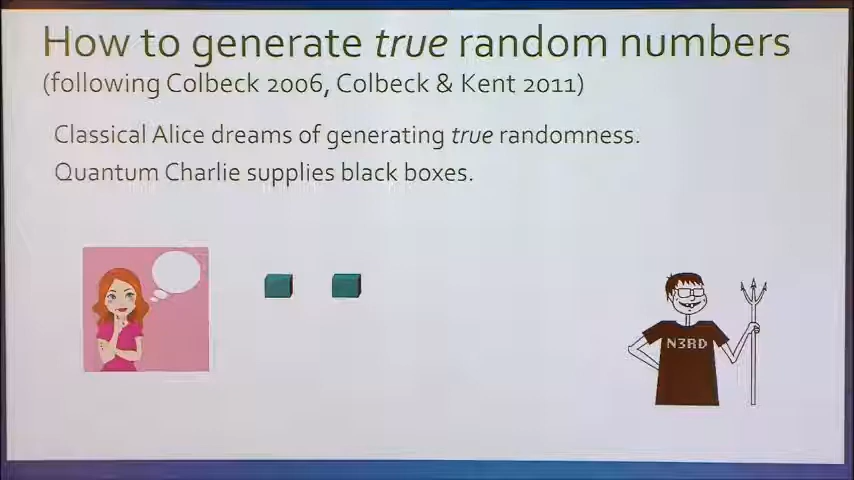 How to generate true random numbers
(following Colbeck 2006, Colbeck & Kent 2011)
Classical Alice dreams of generating true randomness.
Quantum Charlie supplies black boxes.
N3RD